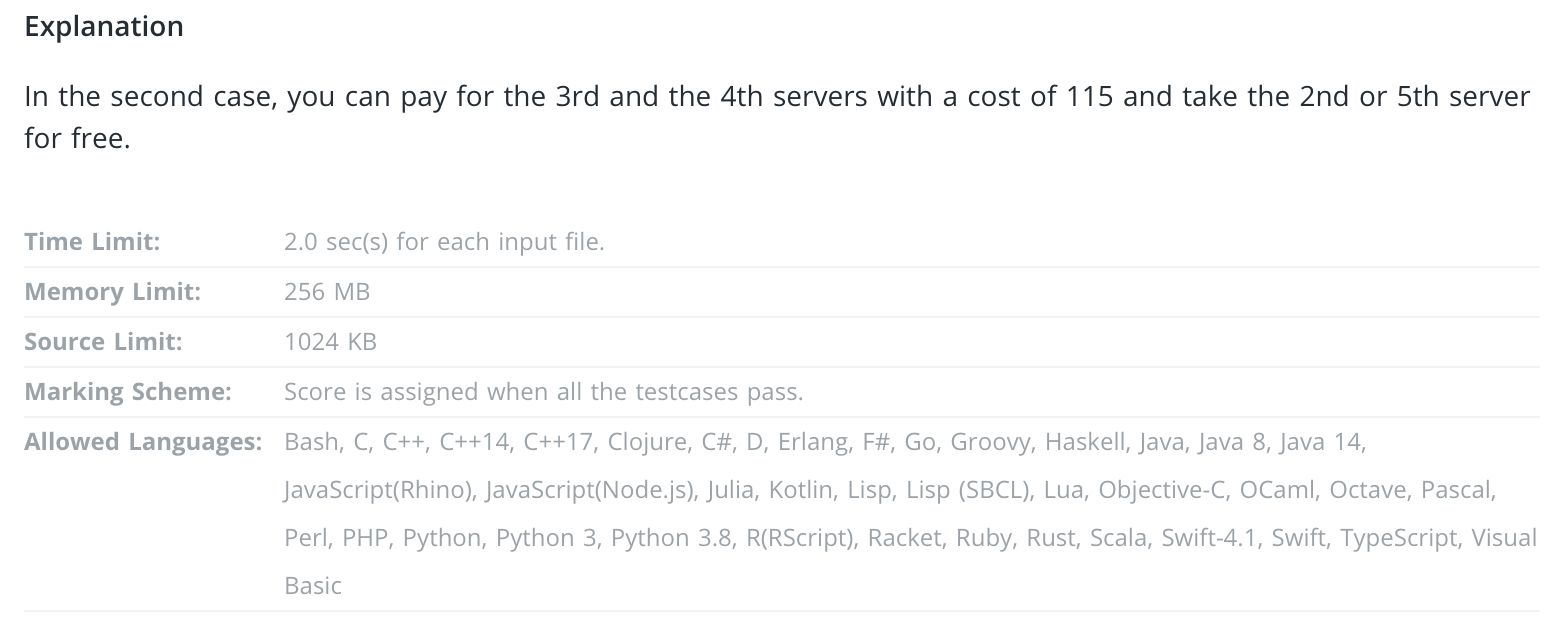 Explanation
In the second case, you can pay for the 3rd and the 4th servers with a cost of 115 and take the 2nd or 5th server
for free.
Time Limit: 2.0 sec(s) for each input file.
Memory Limit: 256 MB
Source Limit: 1024 KB
Marking Scheme: Score is assigned when all the testcases pass.
Allowed Languages: Bash, C, C++, C++14, C++17, Clojure, C#, D, Erlang, F#, Go, Groovy, Haskell, Java, Java 8, Java 14,
JavaScript(Rhino), JavaScript(Node.js), Julia, Kotlin, Lisp, Lisp (SBCL), Lua, Objective-C, OCaml, Octave, Pascal,
Perl, PHP, Python, Python 3, Python 3.8, R(RScript), Racket, Ruby, Rust, Scala, Swift-4.1, Swift, TypeScript, Visual
Basic